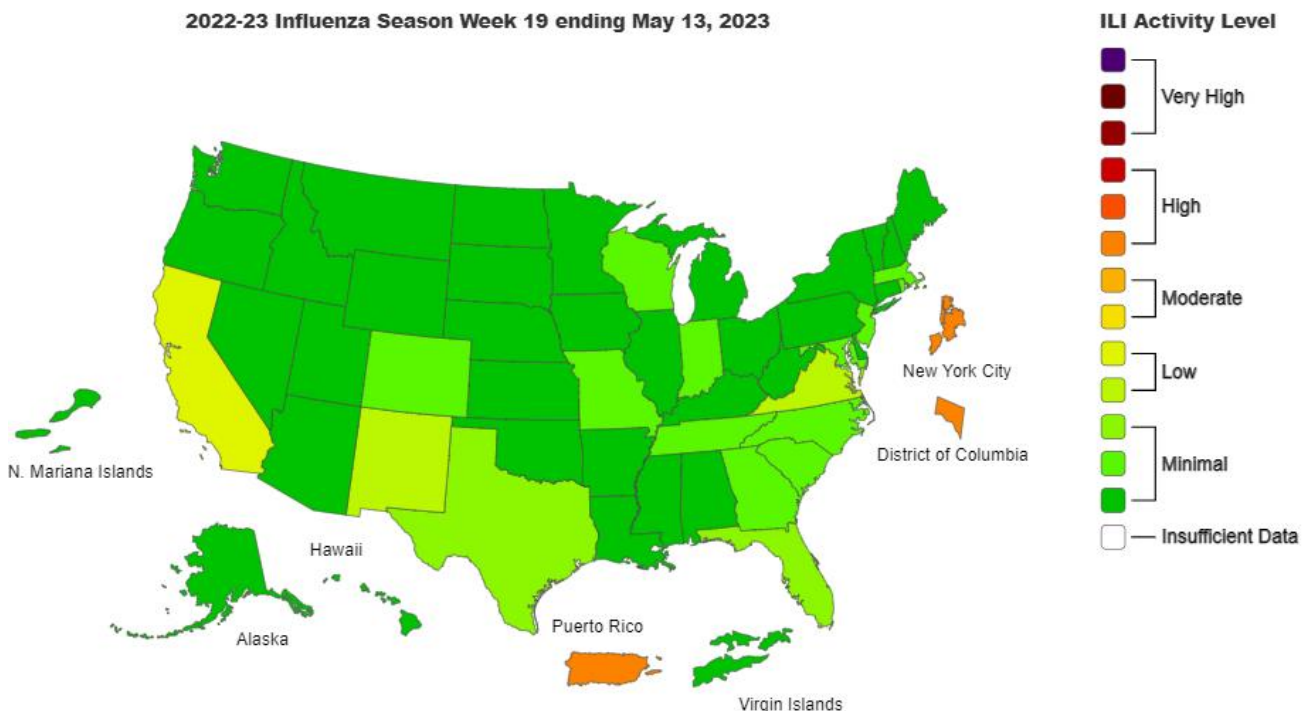 2022-23 Influenza Season Week 19 ending May 13, 2023
ILI Activity Level
Very High
High
Moderate
Low
Minimal
Insufficient Data
New York City
District of Columbia
N. Mariana Islands
Hawaii
Alaska
Puerto Rico
Virgin Islands